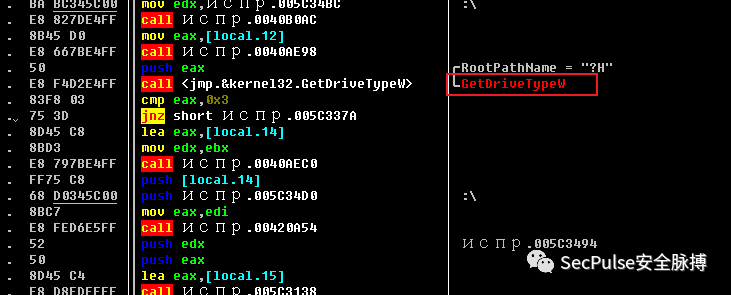 . BA BC345C00 mov edx,испр.005C34BC :\
. E8 827DE4FF call испр.0040B0AC
. 8B45 D0 mov eax,[local.12]
. E8 667BE4FF call испр.0040AE98
. 50 push eax ┌RootPathName = "?H"
. E8 F4D2E4FF call <jmp.&kernel32.GetDriveTypeW> └GetDriveTypeW
. 83F8 03 cmp eax,0x3
. 75 3D jnz short испр.005C337A
. 8D45 C8 lea eax,[local.14]
. 8BD3 mov edx,ebx
. E8 797BE4FF call испр.0040AEC0
. FF75 C8 push [local.14]
. 68 D0345C00 push испр.005C34D0 :\
. 8BC7 mov eax,edi
. E8 FED6E5FF call испр.00420A54
. 52 push edx испр.005C3494
. 50 push eax
. 8D45 C4 lea eax,[local.15]
. E8 D8FDFFFF call испр.005C3138
SecPulse安全脉搏